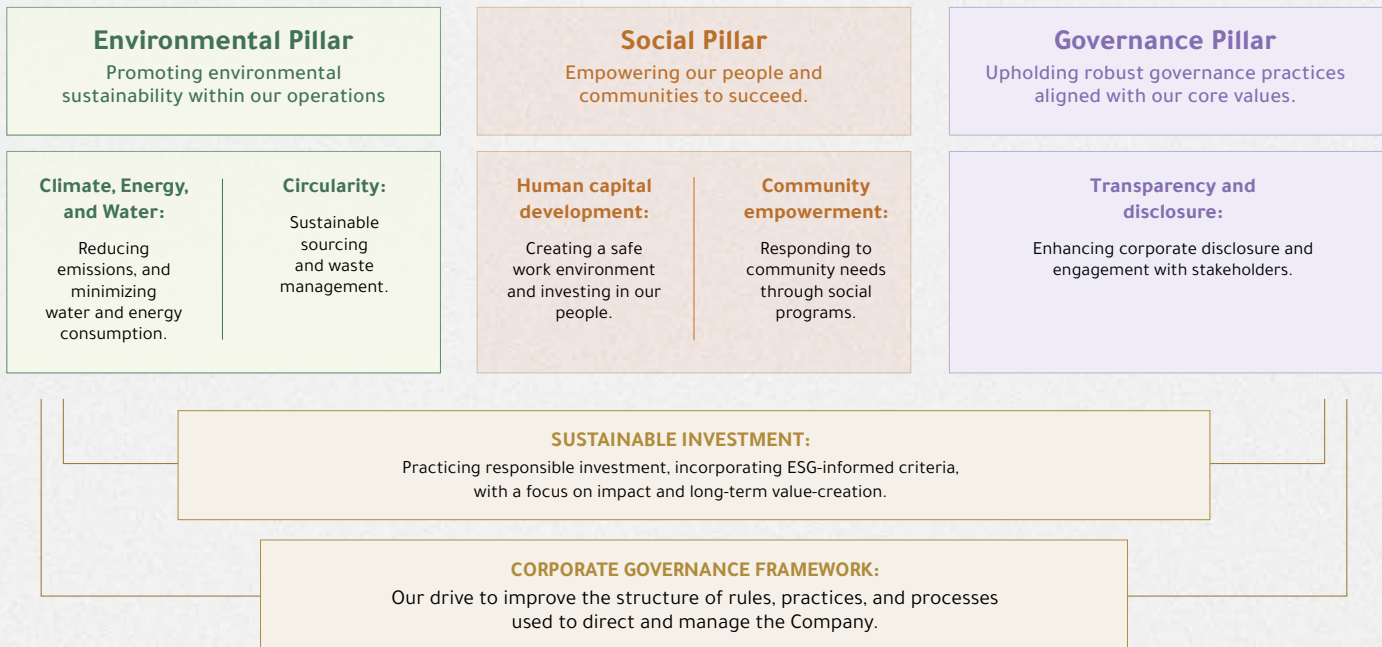 Environmental Pillar
Promoting environmental
sustainability within our operations
Social Pillar
Empowering our people and
communities to succeed.
Governance Pillar
Upholding robust governance practices
aligned with our core values.
Climate, Energy,
and Water:
Reducing
emissions, and
minimizing
water and energy
consumption.
Circularity:
Sustainable
sourcing
and waste
management.
Human capital
development:
Creating a safe
work environment
and investing in our
people.
Community
empowerment:
Responding to
community needs
through social
programs.
Transparency and
disclosure:
Enhancing corporate disclosure and
engagement with stakeholders.
SUSTAINABLE INVESTMENT:
Practicing responsible investment, incorporating ESG-informed criteria,
with a focus on impact and long-term value-creation.
CORPORATE GOVERNANCE FRAMEWORK:
Our drive to improve the structure of rules, practices, and processes
used to direct and manage the Company.